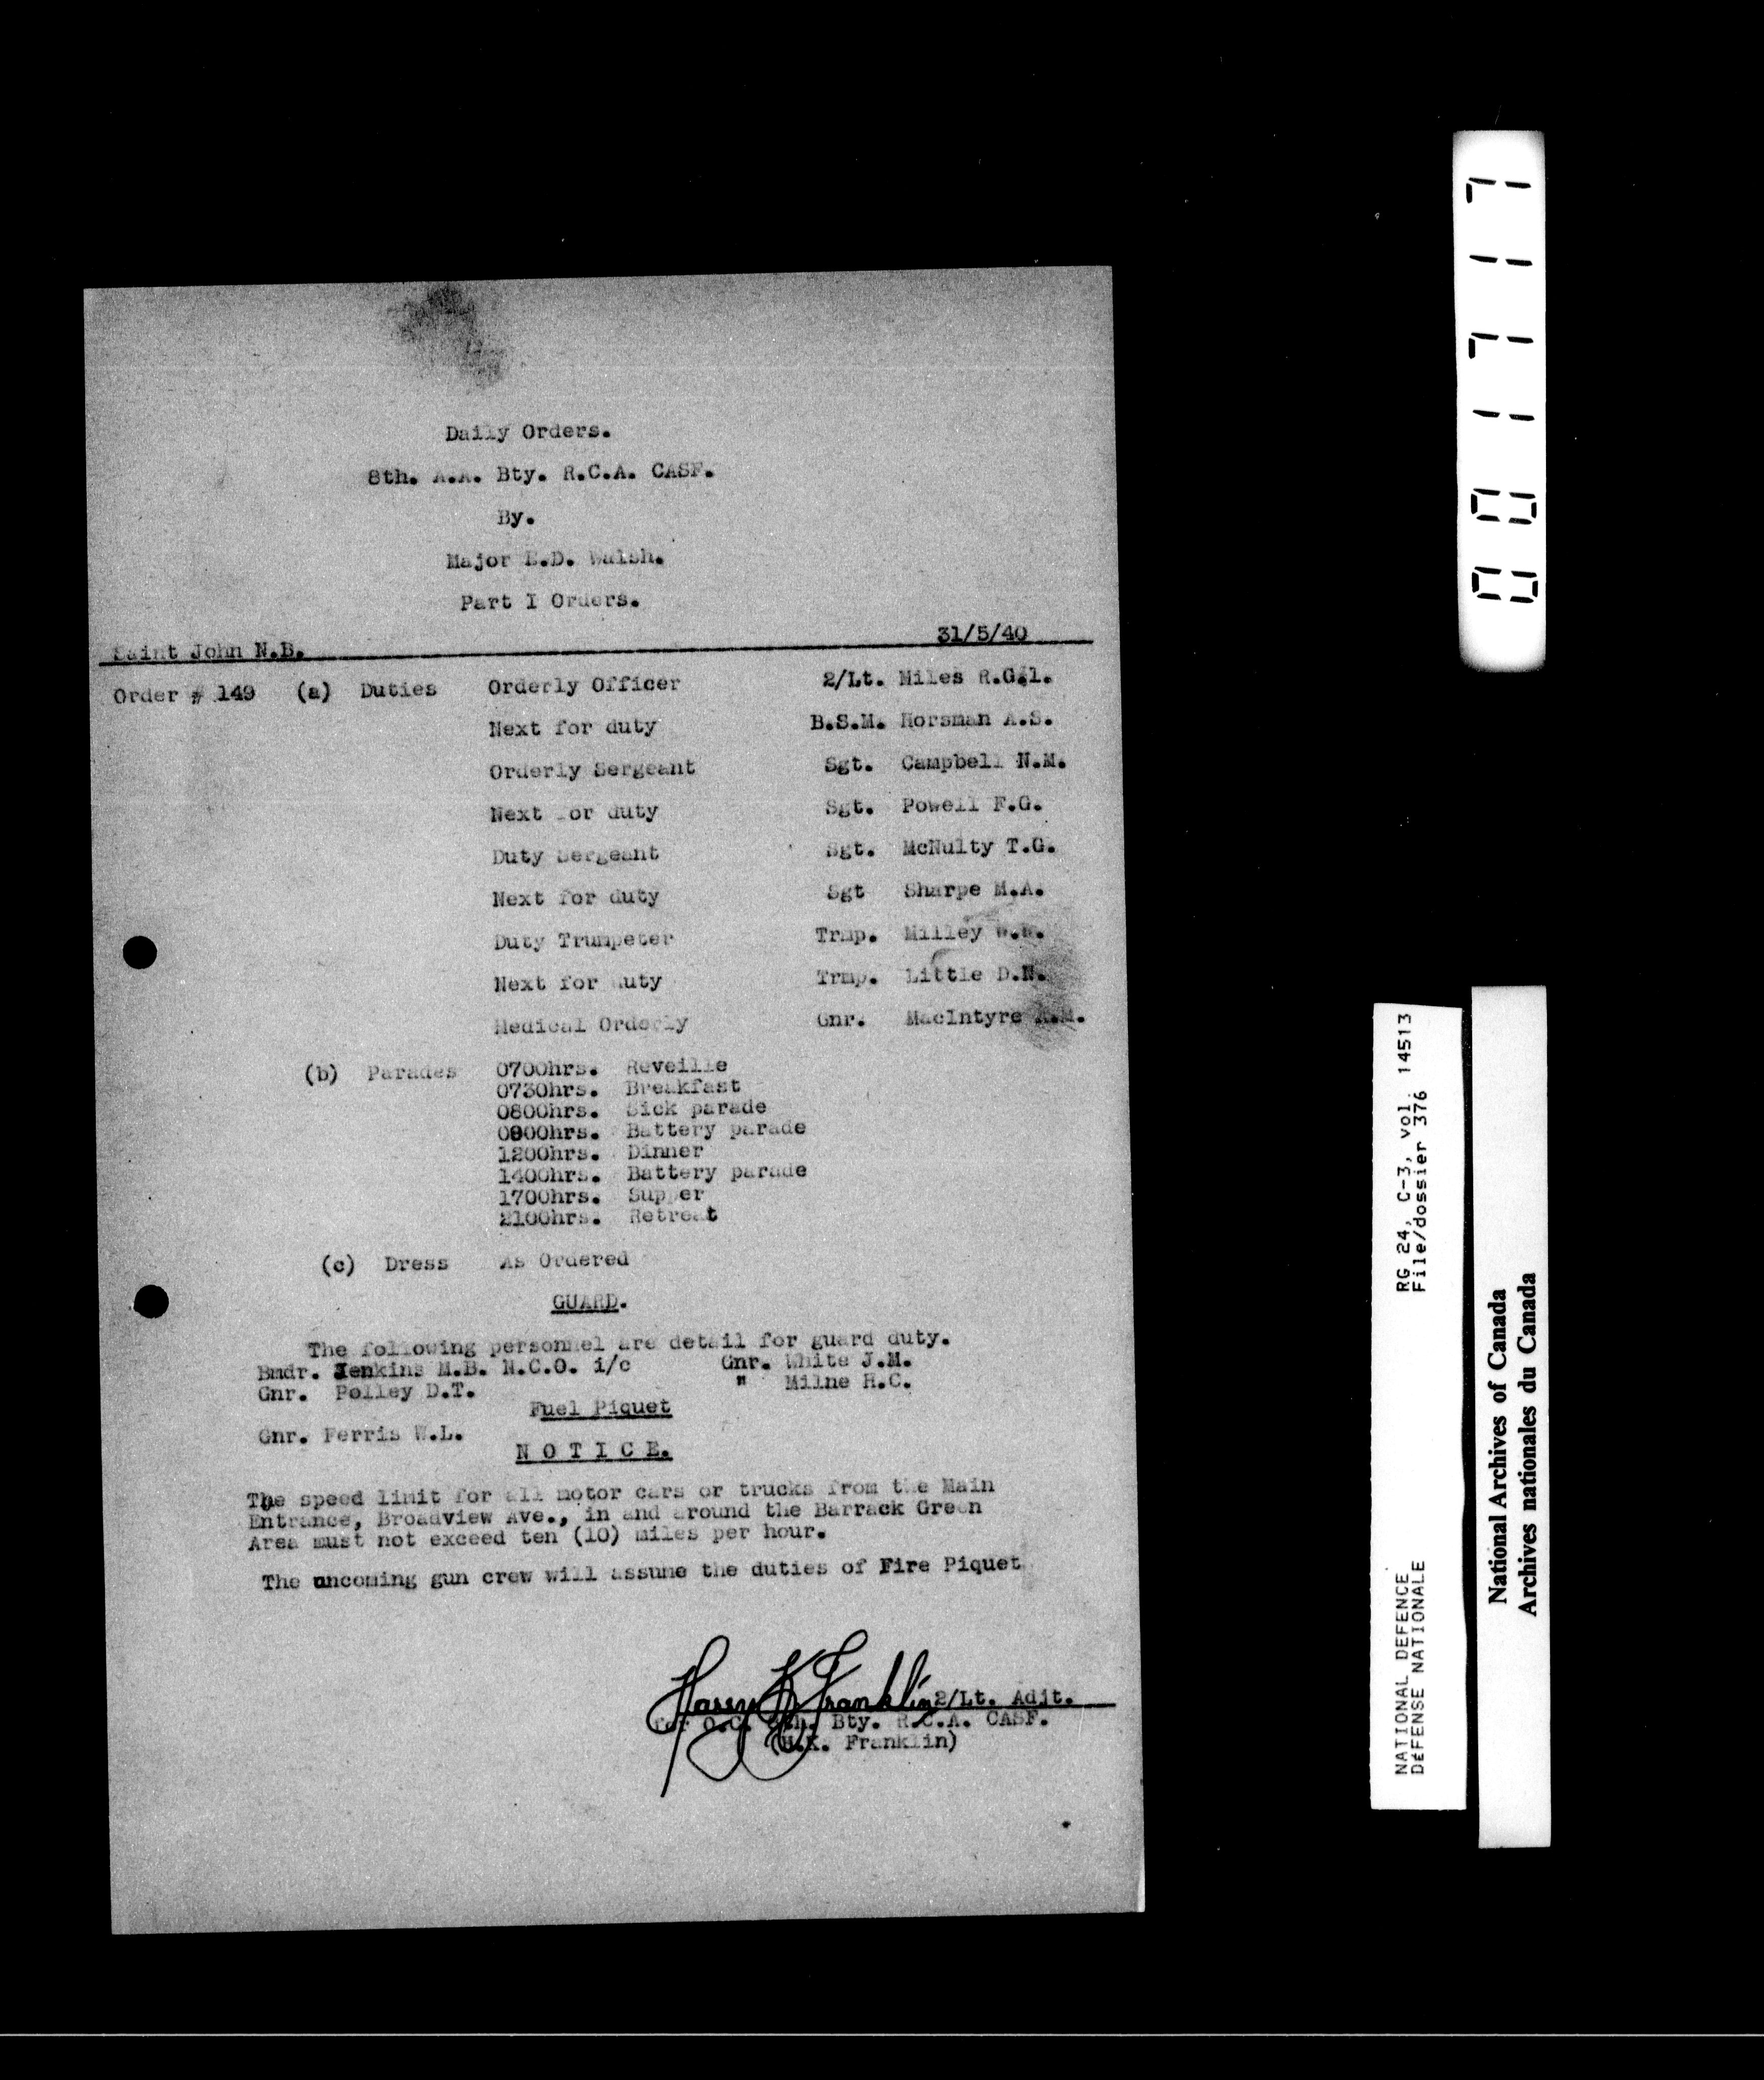 Daily Orders.
8th. A.A. Bty. R.C.A. CASF.
By.
Major E.D. Walsh.
Part I Orders.
Saint John N.B. 31/5/40
Order # 149 (a) Duties Orderly Officer 2/Lt. Miles
Next for duty B.S.M. Horsman A.S.
Orderly Sergeant Sgt. Campbell N.M.
Next for duty Sgt. Powell F.G.
Duty Sergeant Sgt. McNulty T.G.
Next for duty Sgt Sharpe M.A.
Duty Trumpeter Trmp. Milley
Next for duty Trmp. Little D.N.
Medical Orderly Gnr. MacIntyre
(b) Parades 0700hrs. Reveille
0730hrs. Breakfast
0800hrs. Sick parade
0900hrs. Battery parade
1200hrs. Dinner
1400hrs. Battery parade
1700hrs. Supper
2100hrs. Retreat
(c) Dress As Ordered
GUARD.
The following personnel are detail for guard duty.
Bmdr. Jenkins M.B. N.C.O. i/c Gnr. White J.M.
Gnr. Polley D.T. " Milne H.C.
Fuel Piquet
Gnr. Ferris W.L.
N O T I C E.
The speed limit for all motor cars or trucks from the Main
Entrance, Broadview Ave., in and around the Barrack Green
Area must not exceed ten (10) miles per hour.
The oncoming gun crew will assume the duties of Fire Piquet
Harry K Franklin 2/Lt. Adjt.
for O.C. 8th. Bty. R.C.A. CASF.
(H.K. Franklin)
001717
RG 24, C-3, vol. 14513
File/dossier 376
NATIONAL DEFENCE
DÉFENSE NATIONALE
National Archives of Canada
Archives nationales du Canada